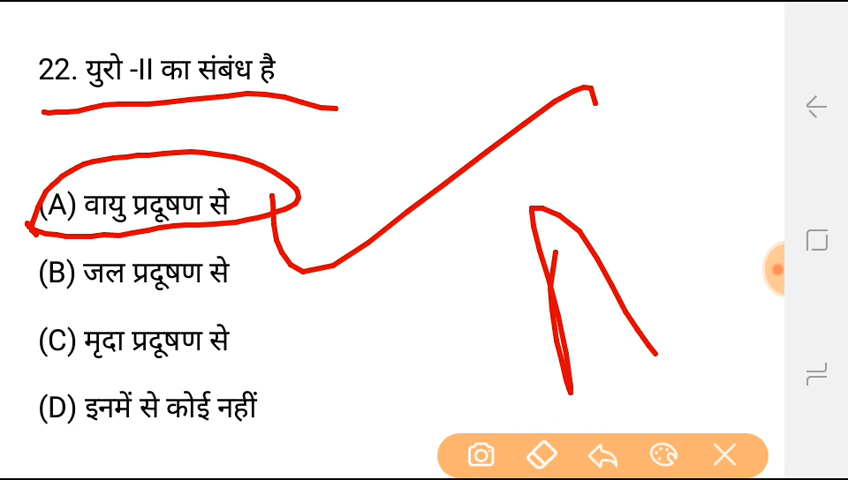 22. युरो -II का संबंध है
(A) वायु प्रदूषण से
(B) जल प्रदूषण से
(C) मृदा प्रदूषण से
(D) इनमें से कोई नहीं